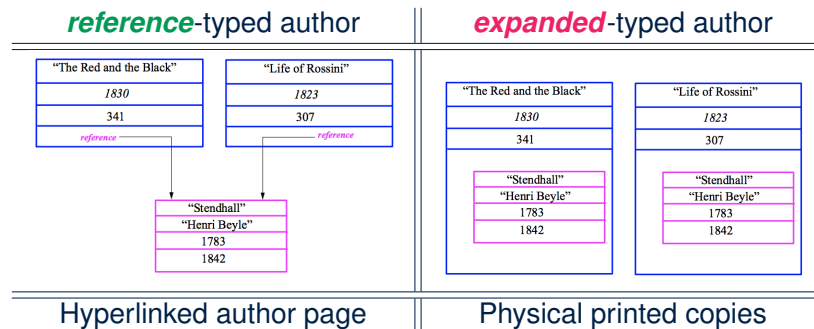 reference-typed author
expanded-typed author
“The Red and the Black”
1830
341
reference
“Life of Rossini”
1823
307
reference
“Stendhall”
“Henri Beyle”
1783
1842
“The Red and the Black”
1830
341
“Stendhall”
“Henri Beyle”
1783
1842
“Life of Rossini”
1823
307
“Stendhall”
“Henri Beyle”
1783
1842
Hyperlinked author page
Physical printed copies